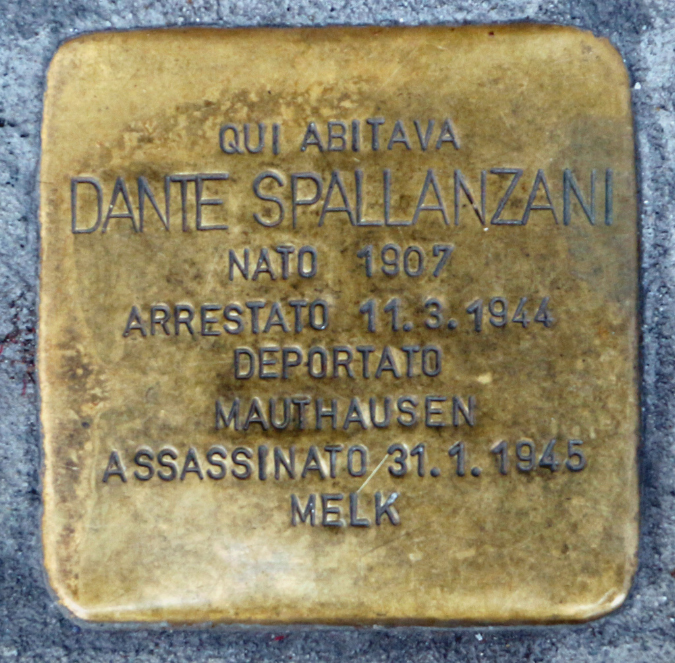 QUI ABITAVA
DANTE SPALLANZANI
NATO 1907
ARRESTATO 11.3.1944
DEPORTATO
MAUTHAUSEN
ASSASSINATO 31.1.1945
MELK